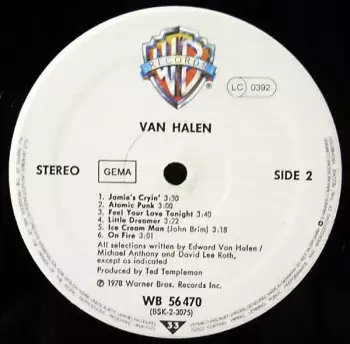 WB
RECORDS
®
LC 0392
VAN HALEN
STEREO
GEMA
SIDE 2
1. Jamie's Cryin' 3:30
2. Atomic Punk 3:00
3. Feel Your Love Tonight 3:40
4. Little Dreamer 3:22
5. Ice Cream Man (John Brim) 3:18
6. On Fire 3:01
All selections written by Edward Van Halen/
Michael Anthony and David Lee Roth,
except as indicated
Produced by Ted Templeman
℗ 1978 Warner Bros. Records Inc.
WB 56 470
(BSK-2-3075)
33